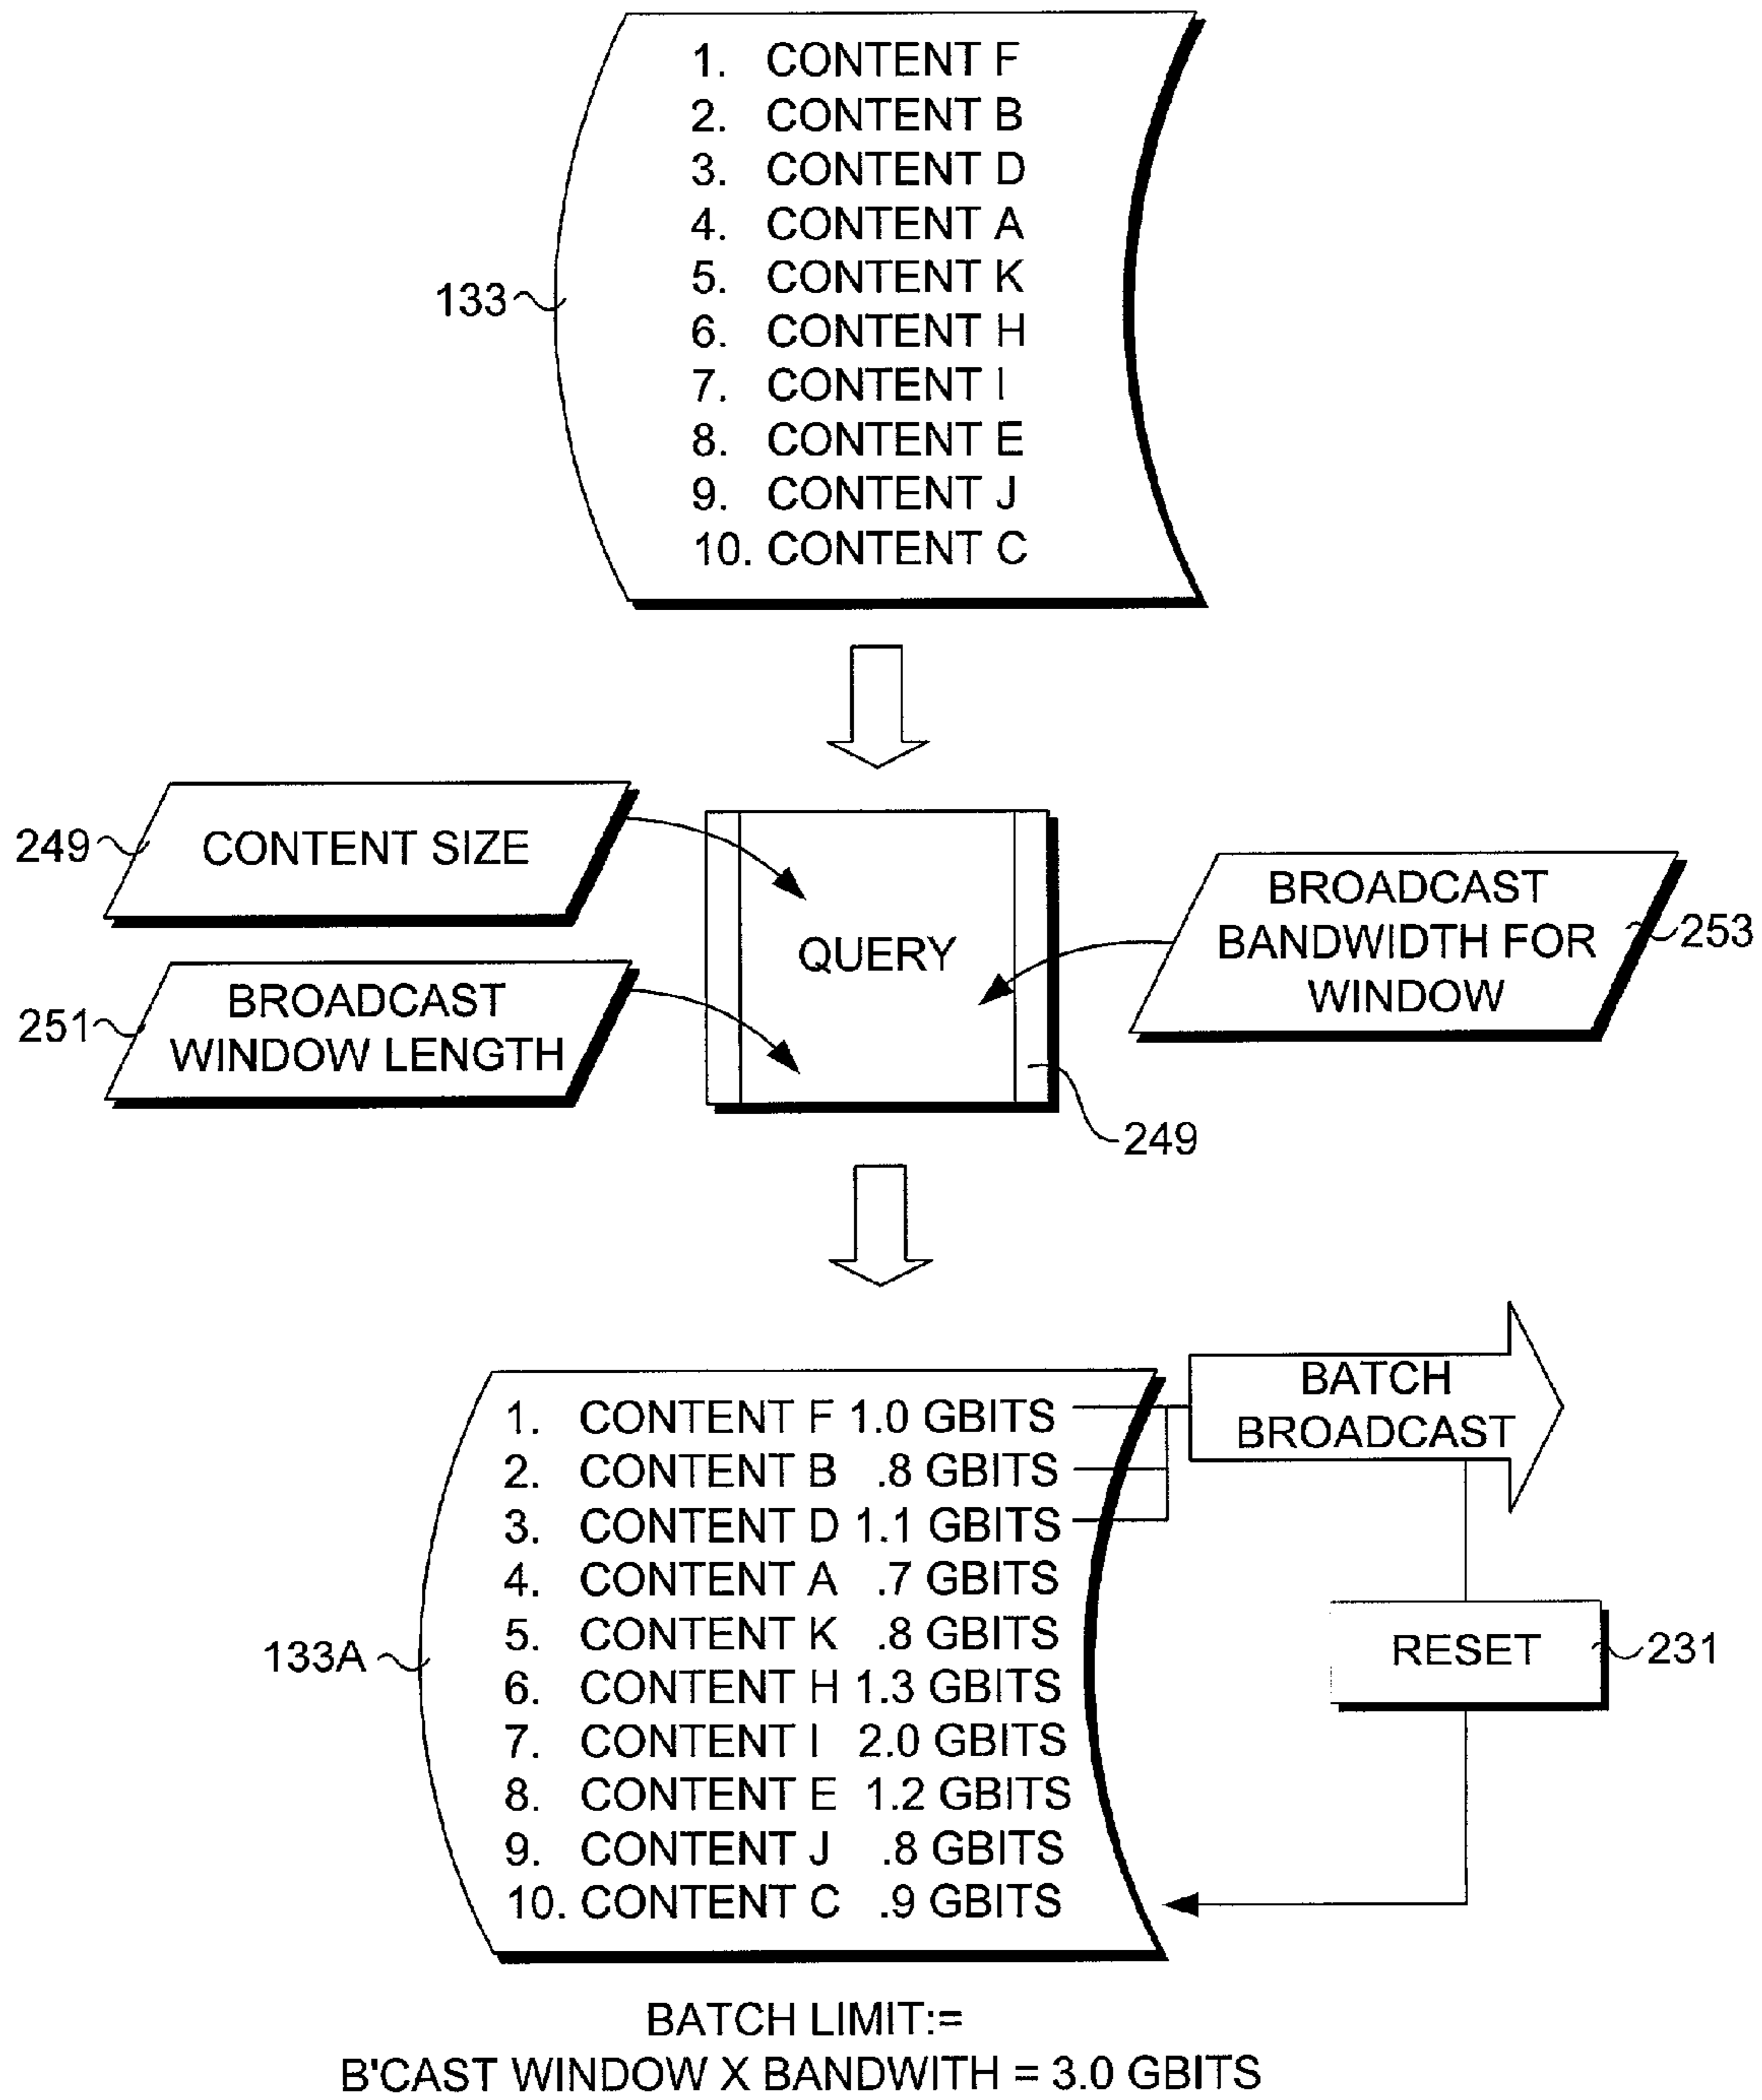 1. CONTENT F
2. CONTENT B
3. CONTENT D
4. CONTENT A
5. CONTENT K
6. CONTENT H
7. CONTENT I
8. CONTENT E
9. CONTENT J
10. CONTENT C
133
249
CONTENT SIZE
251
BROADCAST
WINDOW LENGTH
QUERY
249
BROADCAST
BANDWIDTH FOR
WINDOW
253
1. CONTENT F 1.0 GBITS
2. CONTENT B .8 GBITS
3. CONTENT D 1.1 GBITS
4. CONTENT A .7 GBITS
5. CONTENT K .8 GBITS
6. CONTENT H 1.3 GBITS
7. CONTENT I 2.0 GBITS
8. CONTENT E 1.2 GBITS
9. CONTENT J .8 GBITS
10. CONTENT C .9 GBITS
133A
BATCH
BROADCAST
RESET
231
BATCH LIMIT:=
B'CAST WINDOW X BANDWITH = 3.0 GBITS